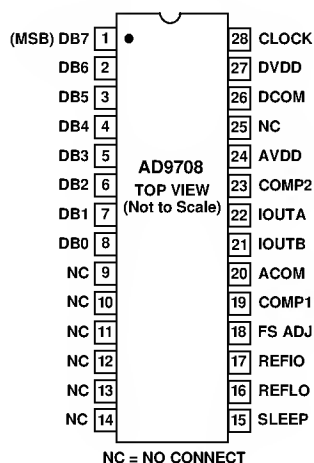 (MSB) DB7 1 28 CLOCK
DB6 2 27 DVDD
DB5 3 26 DCOM
DB4 4 25 NC
DB3 5 24 AVDD
DB2 6 23 COMP2
DB1 7 22 IOUTA
DB0 8 21 IOUTB
NC 9 20 ACOM
NC 10 19 COMP1
NC 11 18 FS ADJ
NC 12 17 REFIO
NC 13 16 REFLO
NC 14 15 SLEEP
AD9708
TOP VIEW
(Not to Scale)
NC = NO CONNECT